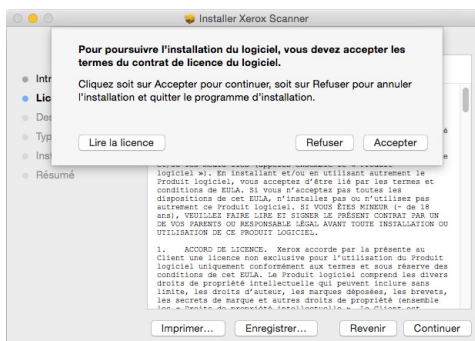 Installer Xerox Scanner
Pour poursuivre l'installation du logiciel, vous devez accepter les
termes du contrat de licence du logiciel.
Cliquez soit sur Accepter pour continuer, soit sur Refuser pour annuler
l'installation et quitter le programme d'installation.
Lire la licence
Refuser
Accepter
Intr
Lic
Des
Typ
Inst
Résumé
logiciel »). En installant et/ou en utilisant autrement le
Produit logiciel, vous acceptez d'être lié par les termes et
conditions de EULA. Si vous n'acceptez pas toutes les
dispositions de cet EULA, n'installez pas ou n'utilisez pas
autrement ce Produit logiciel. SI VOUS ÊTES MINEUR (- de 18
ans), VEUILLEZ FAIRE LIRE ET SIGNER LE PRÉSENT CONTRAT PAR UN
DE VOS PARENTS OU RESPONSABLE LÉGAL AVANT TOUTE INSTALLATION OU
UTILISATION DE CE PRODUIT LOGICIEL.
1. ACCORD DE LICENCE. Xerox accorde par la présente au
Client une licence non exclusive pour l'utilisation du Produit
logiciel uniquement conformément aux termes et sous réserve des
conditions de cet EULA. Le Produit logiciel comprend les divers
droits de propriété intellectuelle qui peuvent inclure sans
limite, les droits d'auteur, les marques déposées, les brevets,
les secrets de marque et autres droits de propriété (ensemble
Imprimer...
Enregistrer...
Revenir
Continuer